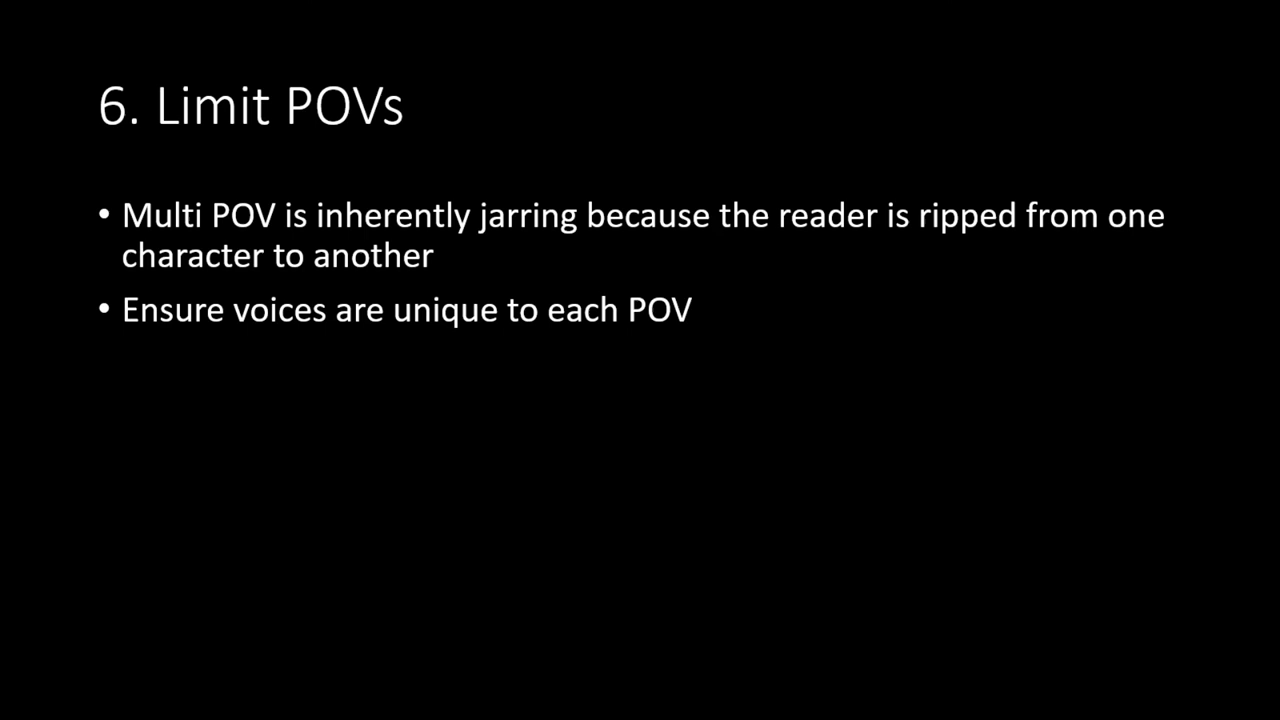 6. Limit POVs
• Multi POV is inherently jarring because the reader is ripped from one
character to another
• Ensure voices are unique to each POV